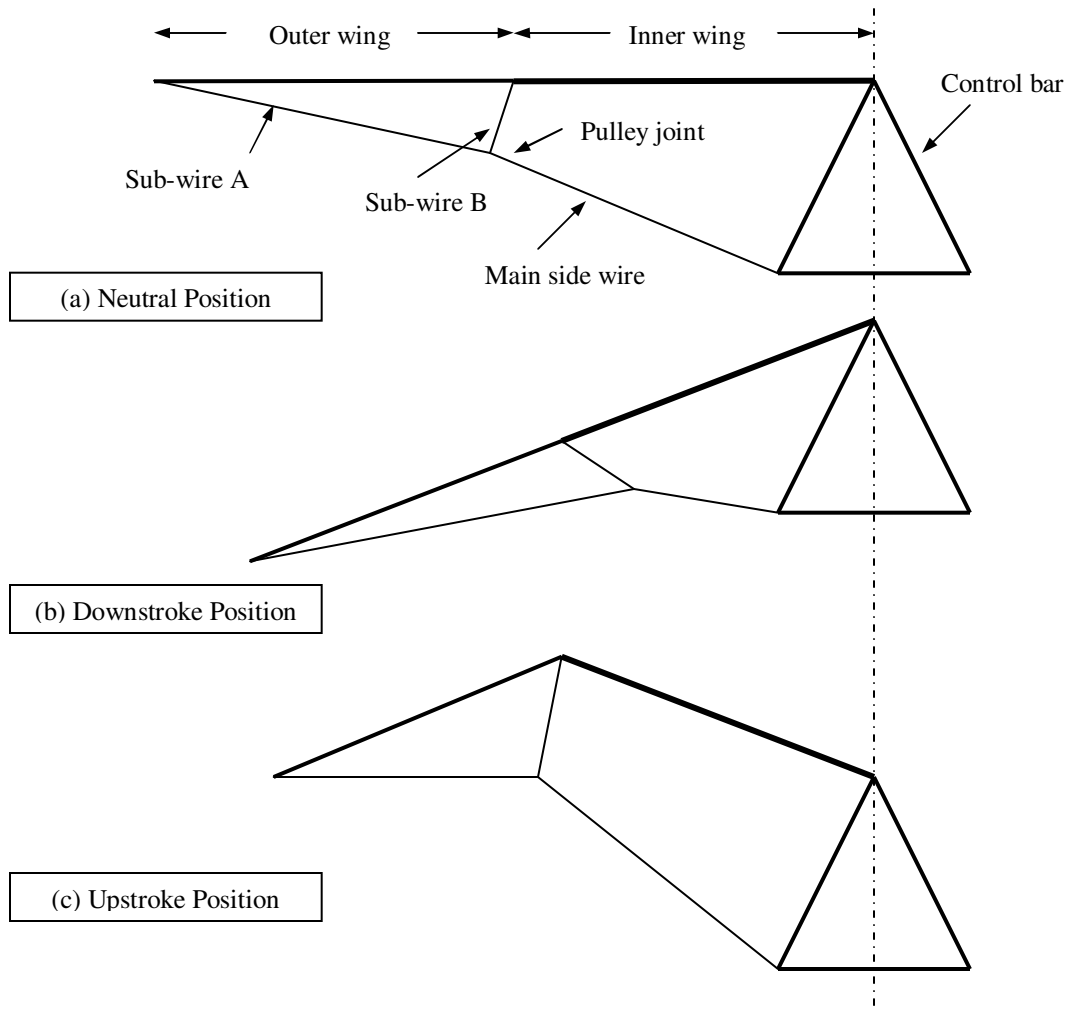 Outer wing
Inner wing
Control bar
Pulley joint
Sub-wire A
Sub-wire B
Main side wire
(a) Neutral Position
(b) Downstroke Position
(c) Upstroke Position